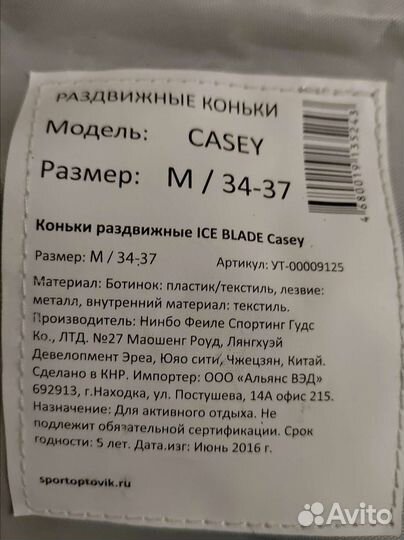 РАЗДВИЖНЫЕ КОНЬКИ
Модель: CASEY
Размер: M / 34-37
4680019135243
Коньки раздвижные ICE BLADE Casey
Размер: M / 34-37 Артикул: УТ-00009125
Материал: Ботинок: пластик/текстиль, лезвие:
металл, внутренний материал: текстиль.
Производитель: Нинбо Феиле Спортинг Гудс
Ко., ЛТД. №27 Маошенг Роуд, Лянгхуэй
Девелопмент Эреа, Юяо сити, Чжецзян, Китай.
Сделано в КНР. Импортер: ООО «Альянс ВЭД»
692913, г.Находка, ул. Постушева, 14А офис 215.
Назначение: Для активного отдыха. Не
подлежит обязательной сертификации. Срок
годности: 5 лет. Дата.изг: Июнь 2016 г.
sportoptovik.ru
Avito